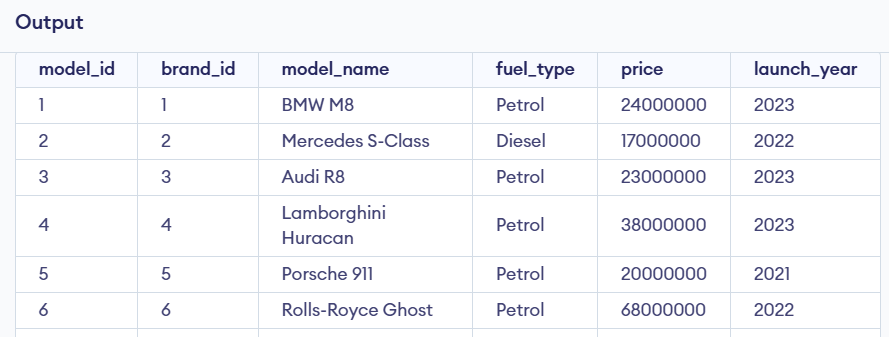 Output
model_id brand_id model_name fuel_type price launch_year
1 1 BMW M8 Petrol 24000000 2023
2 2 Mercedes S-Class Diesel 17000000 2022
3 3 Audi R8 Petrol 23000000 2023
4 4 Lamborghini Huracan Petrol 38000000 2023
5 5 Porsche 911 Petrol 20000000 2021
6 6 Rolls-Royce Ghost Petrol 68000000 2022